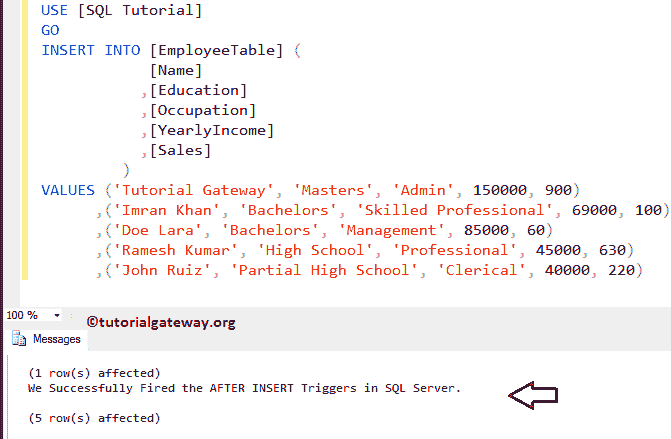 USE [SQL Tutorial]
GO
INSERT INTO [EmployeeTable] (
[Name]
,[Education]
,[Occupation]
,[YearlyIncome]
,[Sales]
)
VALUES ('Tutorial Gateway', 'Masters', 'Admin', 150000, 900)
,('Imran Khan', 'Bachelors', 'Skilled Professional', 69000, 100)
,('Doe Lara', 'Bachelors', 'Management', 85000, 60)
,('Ramesh Kumar', 'High School', 'Professional', 45000, 630)
,('John Ruiz', 'Partial High School', 'Clerical', 40000, 220)
100 %
©tutorialgateway.org
Messages
(1 row(s) affected)
We Successfully Fired the AFTER INSERT Triggers in SQL Server.
(5 row(s) affected)